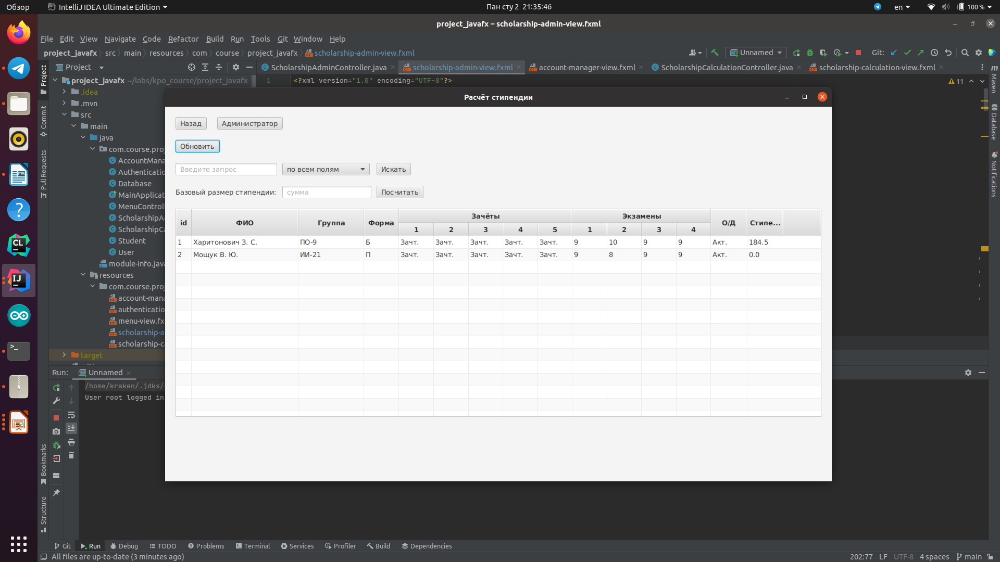 Обзор
IntelliJ IDEA Ultimate Edition
Пан сту 2 21:35:46
en
100 %
project_javafx – scholarship-admin-view.fxml
File Edit View Navigate Code Refactor Build Run Tools Git Window Help
project_javafx src main resources com course project_javafx scholarship-admin-view.fxml
Unnamed
Git:
Project
ScholarshipAdminController.java
scholarship-admin-view.fxml
account-manager-view.fxml
ScholarshipCalculationController.java
scholarship-calculation-view.fxml
project_javafx ~/labs/kpo_course/project_javafx
1 <?xml version="1.0" encoding="UTF-8"?>
11
.idea
.mvn
src
main
java
com.course.proj
AccountMana
Authenticatio
Database
MainApplicat
MenuControll
ScholarshipA
ScholarshipCa
Student
User
module-info.java
resources
com.course.proj
account-mana
authenticatio
menu-view.fx
scholarship-a
scholarship-ca
target
Project
Commit
Pull Requests
Bookmarks
Structure
Maven
Database
Notifications
Расчёт стипендии
Назад
Администратор
Обновить
Введите запрос
по всем полям
Искать
Базовый размер стипендии:
сумма
Посчитать
id ФИО Группа Форма Зачёты Экзамены О/Д Стипе...
1 2 3 4 5 1 2 3 4
1 Харитонович З. С. ПО-9 Б Зачт. Зачт. Зачт. Зачт. Зачт. 9 10 9 9 Акт. 184.5
2 Мощук В. Ю. ИИ-21 П Зачт. Зачт. Зачт. Зачт. Зачт. 9 8 9 9 Акт. 0.0
Run: Unnamed
/home/kraken/.jdks/
User root logged in
Git Run Debug TODO Problems Terminal Services Profiler Build Dependencies
All files are up-to-date (3 minutes ago)
202:77 LF UTF-8 4 spaces main